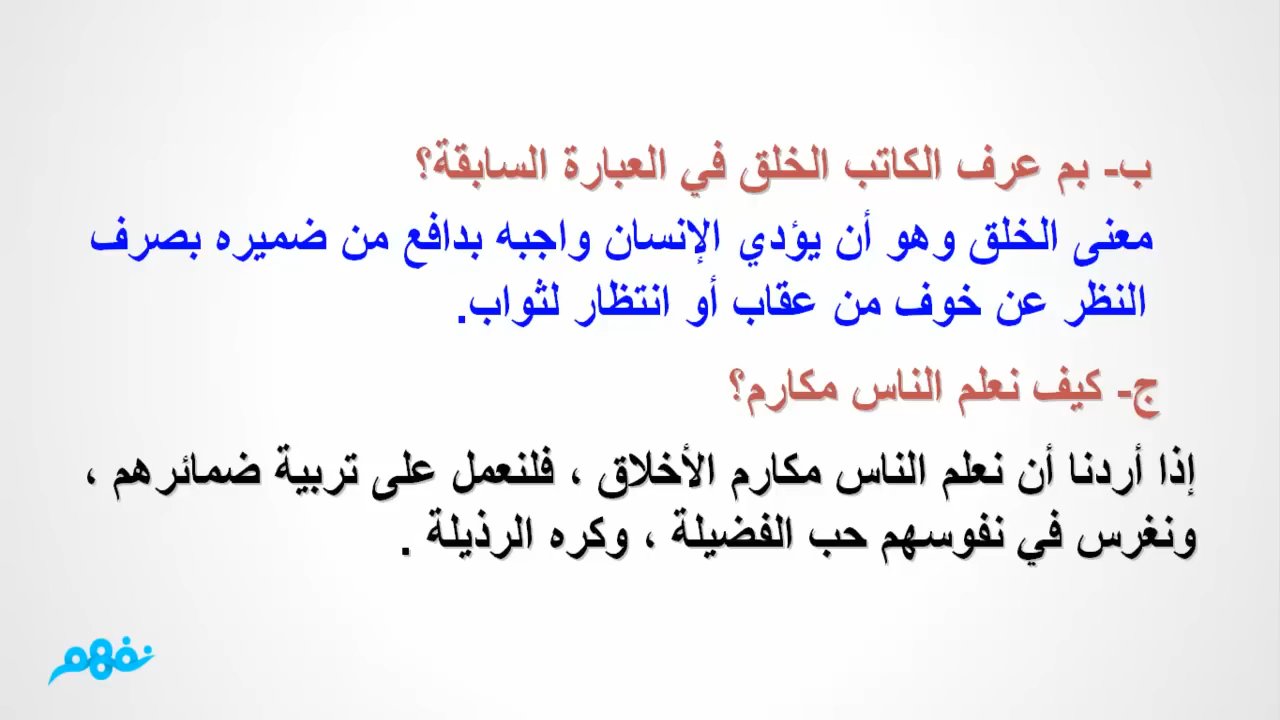 ب- بم عرف الكاتب الخلق في العبارة السابقة؟
معنى الخلق وهو أن يؤدي الإنسان واجبه بدافع من ضميره بصرف
النظر عن خوف من عقاب أو انتظار لثواب.
ج- كيف نعلم الناس مكارم؟
إذا أردنا أن نعلم الناس مكارم الأخلاق ، فلنعمل على تربية ضمائرهم ،
ونغرس في نفوسهم حب الفضيلة ، وكره الرذيلة .
نفهم